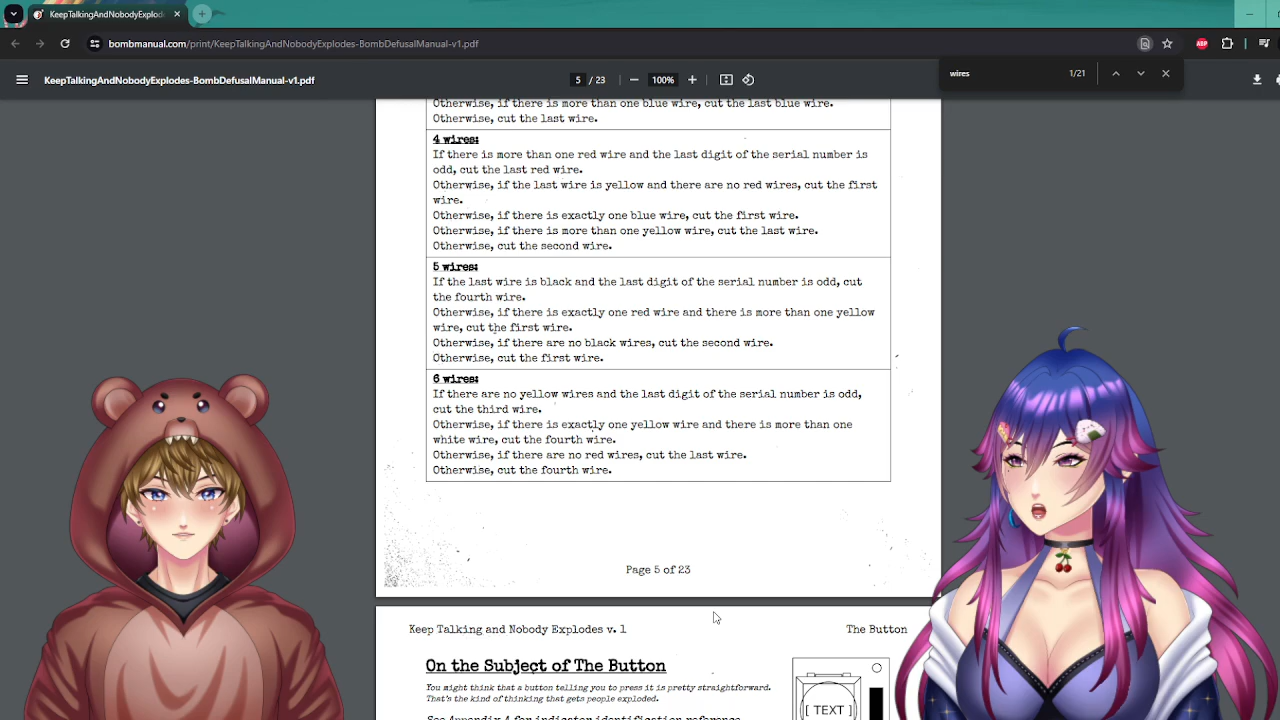 KeepTalkingAndNobodyExplod
bombmanual.com/print/KeepTalkingAndNobodyExplodes-BombDefusalManual-v1.pdf
ABP
KeepTalkingAndNobodyExplodes-BombDefusalManual-v1.pdf
5 / 23
100%
wires
1/21
Otherwise, if there is more than one blue wire, cut the last blue wire.
Otherwise, cut the last wire.
4 wires:
If there is more than one red wire and the last digit of the serial number is
odd, cut the last red wire.
Otherwise, if the last wire is yellow and there are no red wires, cut the first
wire.
Otherwise, if there is exactly one blue wire, cut the first wire.
Otherwise, if there is more than one yellow wire, cut the last wire.
Otherwise, cut the second wire.
5 wires:
If the last wire is black and the last digit of the serial number is odd, cut
the fourth wire.
Otherwise, if there is exactly one red wire and there is more than one yellow
wire, cut the first wire.
Otherwise, if there are no black wires, cut the second wire.
Otherwise, cut the first wire.
6 wires:
If there are no yellow wires and the last digit of the serial number is odd,
cut the third wire.
Otherwise, if there is exactly one yellow wire and there is more than one
white wire, cut the fourth wire.
Otherwise, if there are no red wires, cut the last wire.
Otherwise, cut the fourth wire.
Page 5 of 23
Keep Talking and Nobody Explodes v. 1
The Button
On the Subject of The Button
You might think that a button telling you to press it is pretty straightforward.
That's the kind of thinking that gets people exploded.
See Appendix A for indicator identification reference
[ TEXT ]